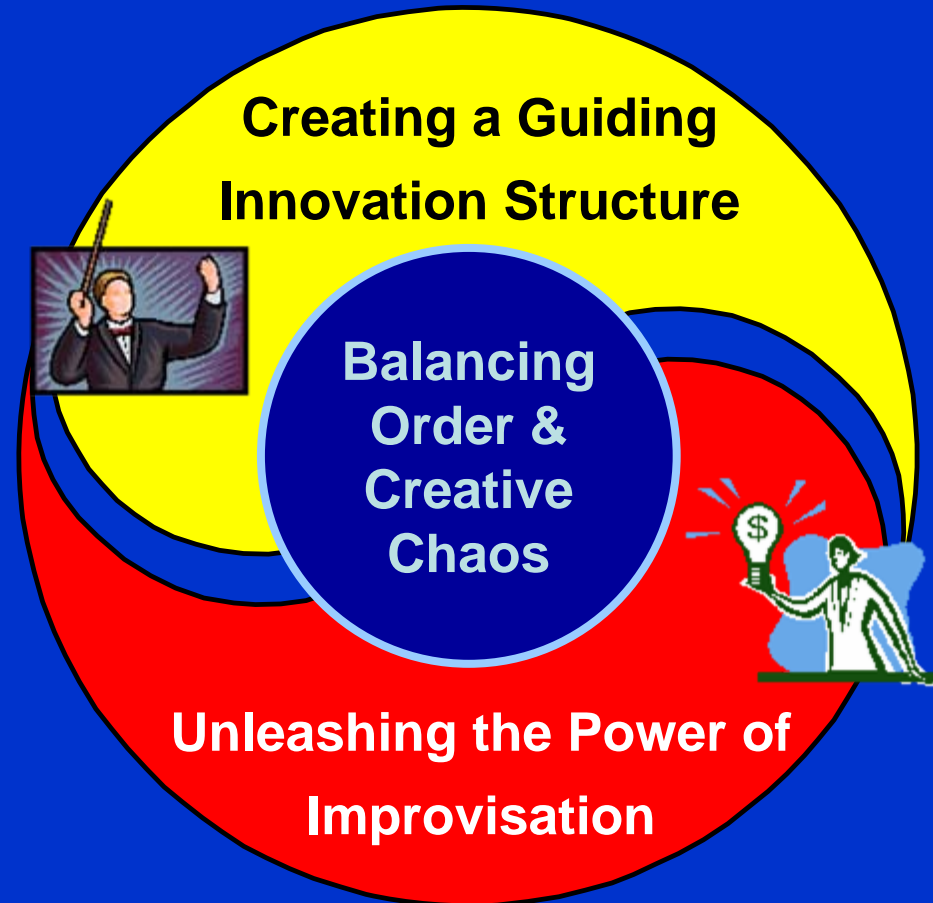 Creating a Guiding
Innovation Structure
Balancing
Order &
Creative
Chaos
$
Unleashing the Power of
Improvisation